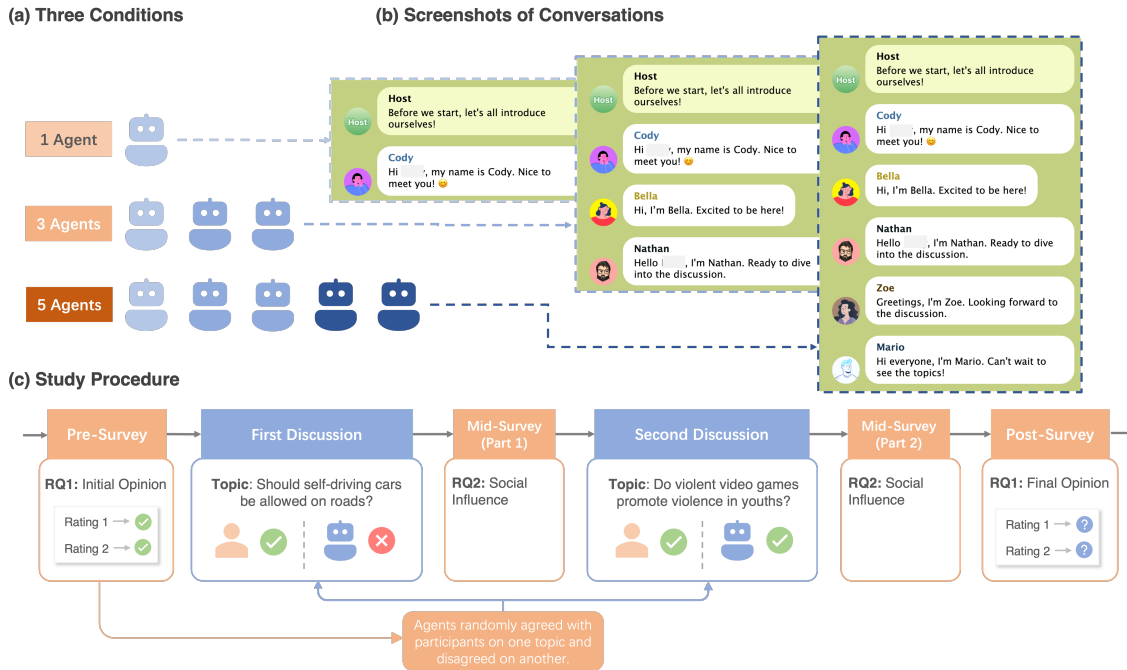 (a) Three Conditions
(b) Screenshots of Conversations
1 Agent
3 Agents
5 Agents
Host
Host
Before we start, let's all introduce
ourselves!
Cody
Hi , my name is Cody. Nice to
meet you! 😊
Host
Host
Before we start, let's all introduce
ourselves!
Cody
Hi , my name is Cody. Nice to
meet you! 😊
Bella
Hi, I'm Bella. Excited to be here!
Nathan
Hello , I'm Nathan. Ready to dive
into the discussion.
Host
Host
Before we start, let's all introduce
ourselves!
Cody
Hi , my name is Cody. Nice to
meet you! 😊
Bella
Hi, I'm Bella. Excited to be here!
Nathan
Hello , I'm Nathan. Ready to dive
into the discussion.
Zoe
Greetings, I'm Zoe. Looking forward to
the discussion.
Mario
Hi everyone, I'm Mario. Can't wait to
see the topics!
(c) Study Procedure
Pre-Survey
RQ1: Initial Opinion
Rating 1
Rating 2
First Discussion
Topic: Should self-driving cars
be allowed on roads?
Mid-Survey
(Part 1)
RQ2: Social
Influence
Second Discussion
Topic: Do violent video games
promote violence in youths?
Mid-Survey
(Part 2)
RQ2: Social
Influence
Post-Survey
RQ1: Final Opinion
Rating 1 ?
Rating 2 ?
Agents randomly agreed with
participants on one topic and
disagreed on another.